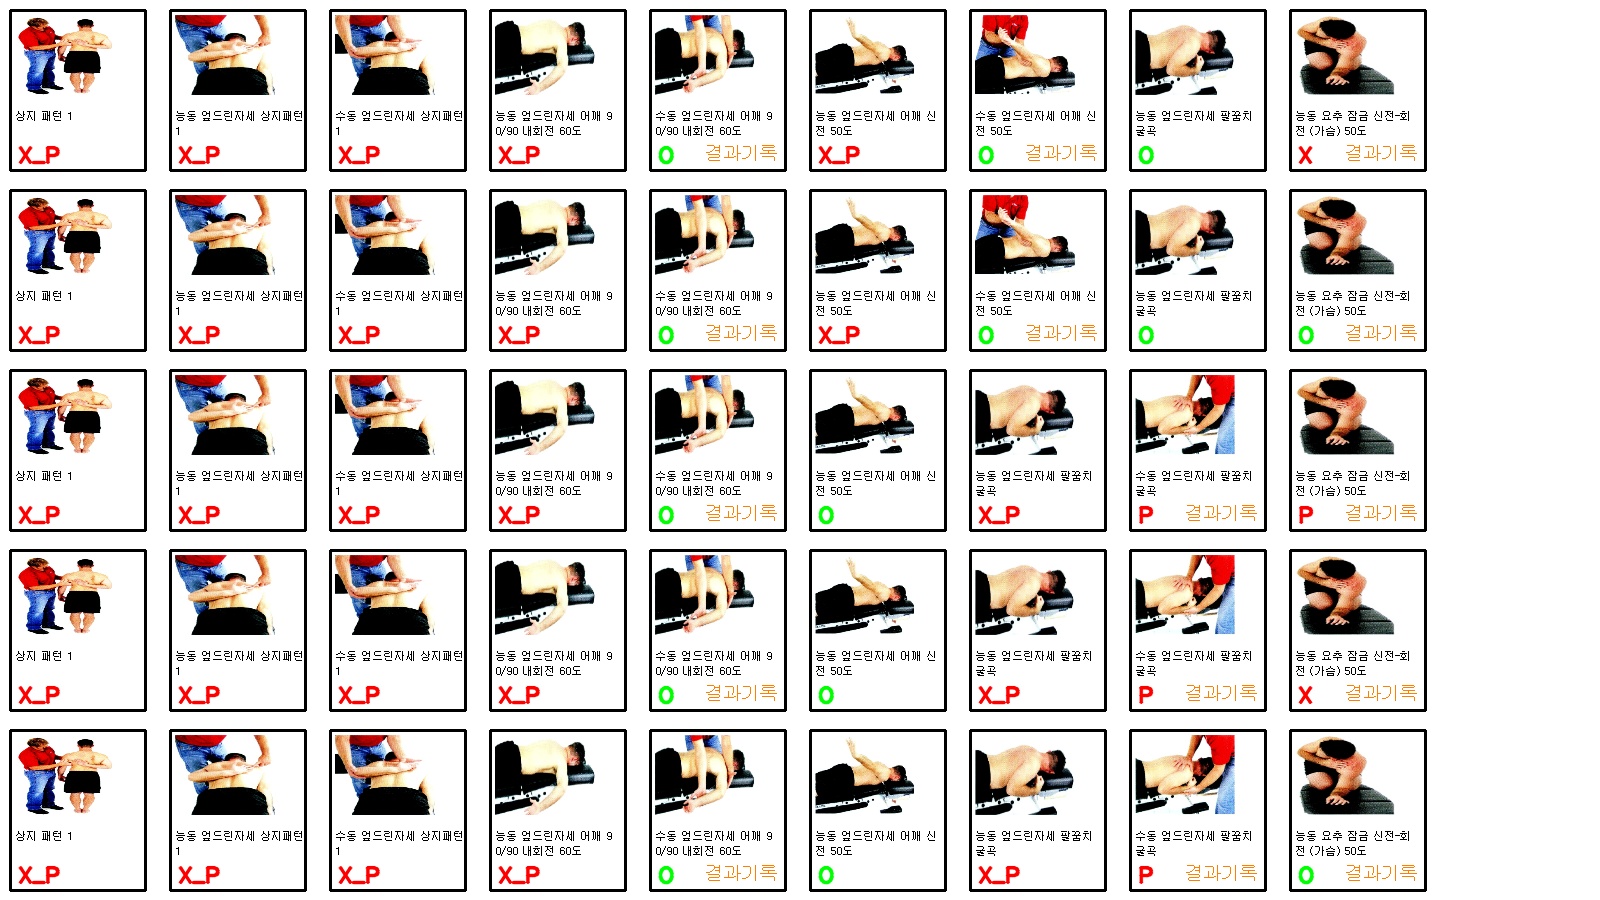 상지 패턴 1
X_P
능동 엎드린자세 상지패턴
1
X_P
수동 엎드린자세 상지패턴
1
X_P
능동 엎드린자세 어깨 9
0/90 내회전 60도
X_P
수동 엎드린자세 어깨 9
0/90 내회전 60도
O 결과기록
능동 엎드린자세 어깨 신
전 50도
X_P
수동 엎드린자세 어깨 신
전 50도
O 결과기록
능동 엎드린자세 팔꿈치
굴곡
O
능동 요추 잠금 신전-회
전 (가슴) 50도
X 결과기록
상지 패턴 1
X_P
능동 엎드린자세 상지패턴
1
X_P
수동 엎드린자세 상지패턴
1
X_P
능동 엎드린자세 어깨 9
0/90 내회전 60도
X_P
수동 엎드린자세 어깨 9
0/90 내회전 60도
O 결과기록
능동 엎드린자세 어깨 신
전 50도
X_P
수동 엎드린자세 어깨 신
전 50도
O 결과기록
능동 엎드린자세 팔꿈치
굴곡
O
능동 요추 잠금 신전-회
전 (가슴) 50도
O 결과기록
상지 패턴 1
X_P
능동 엎드린자세 상지패턴
1
X_P
수동 엎드린자세 상지패턴
1
X_P
능동 엎드린자세 어깨 9
0/90 내회전 60도
X_P
수동 엎드린자세 어깨 9
0/90 내회전 60도
O 결과기록
능동 엎드린자세 어깨 신
전 50도
O
능동 엎드린자세 팔꿈치
굴곡
X_P
수동 엎드린자세 팔꿈치
굴곡
P 결과기록
능동 요추 잠금 신전-회
전 (가슴) 50도
P 결과기록
상지 패턴 1
X_P
능동 엎드린자세 상지패턴
1
X_P
수동 엎드린자세 상지패턴
1
X_P
능동 엎드린자세 어깨 9
0/90 내회전 60도
X_P
수동 엎드린자세 어깨 9
0/90 내회전 60도
O 결과기록
능동 엎드린자세 어깨 신
전 50도
O
능동 엎드린자세 팔꿈치
굴곡
X_P
수동 엎드린자세 팔꿈치
굴곡
P 결과기록
능동 요추 잠금 신전-회
전 (가슴) 50도
X 결과기록
상지 패턴 1
X_P
능동 엎드린자세 상지패턴
1
X_P
수동 엎드린자세 상지패턴
1
X_P
능동 엎드린자세 어깨 9
0/90 내회전 60도
X_P
수동 엎드린자세 어깨 9
0/90 내회전 60도
O 결과기록
능동 엎드린자세 어깨 신
전 50도
O
능동 엎드린자세 팔꿈치
굴곡
X_P
수동 엎드린자세 팔꿈치
굴곡
P 결과기록
능동 요추 잠금 신전-회
전 (가슴) 50도
O 결과기록